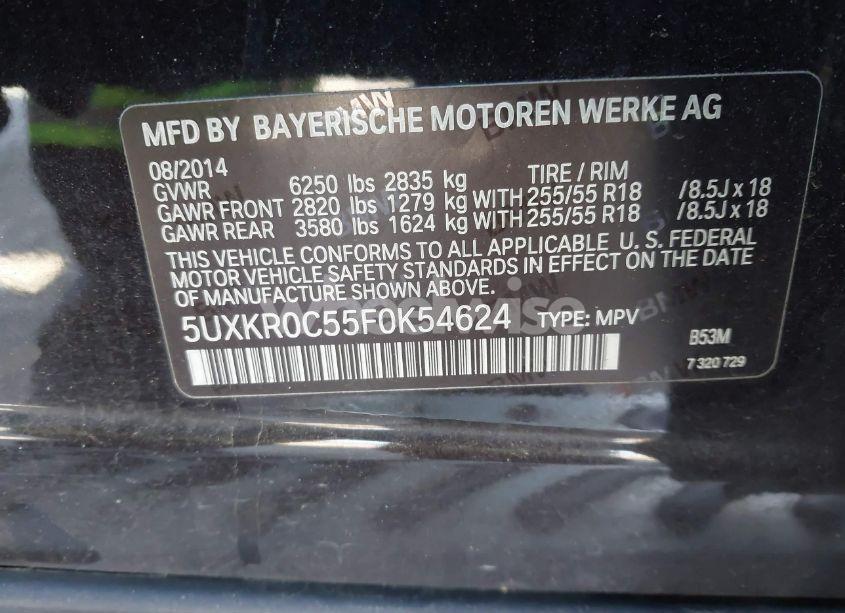 MFD BY BAYERISCHE MOTOREN WERKE AG
08/2014 TIRE / RIM
GVWR 6250 lbs 2835 kg
GAWR FRONT 2820 lbs 1279 kg WITH 255/55 R18 /8.5J x 18
GAWR REAR 3580 lbs 1624 kg WITH 255/55 R18 /8.5J x 18
THIS VEHICLE CONFORMS TO ALL APPLICABLE U. S. FEDERAL
MOTOR VEHICLE SAFETY STANDARDS IN EFFECT ON THE DATE
OF MANUFACTURE SHOWN ABOVE.
5UXKR0C55F0K54624 TYPE: MPV B53M
7 320 729